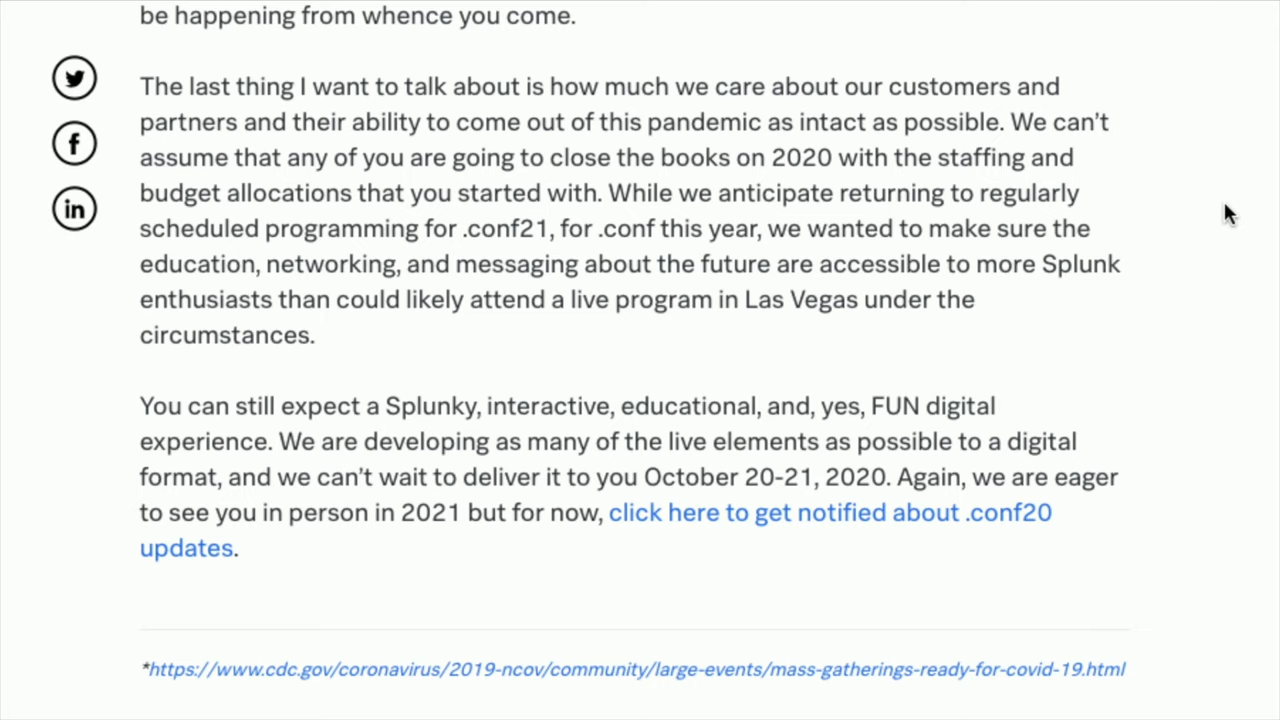 be happening from whence you come.
The last thing I want to talk about is how much we care about our customers and
partners and their ability to come out of this pandemic as intact as possible. We can’t
assume that any of you are going to close the books on 2020 with the staffing and
budget allocations that you started with. While we anticipate returning to regularly
scheduled programming for .conf21, for .conf this year, we wanted to make sure the
education, networking, and messaging about the future are accessible to more Splunk
enthusiasts than could likely attend a live program in Las Vegas under the
circumstances.
You can still expect a Splunky, interactive, educational, and, yes, FUN digital
experience. We are developing as many of the live elements as possible to a digital
format, and we can’t wait to deliver it to you October 20-21, 2020. Again, we are eager
to see you in person in 2021 but for now, click here to get notified about .conf20
updates.
*https://www.cdc.gov/coronavirus/2019-ncov/community/large-events/mass-gatherings-ready-for-covid-19.html